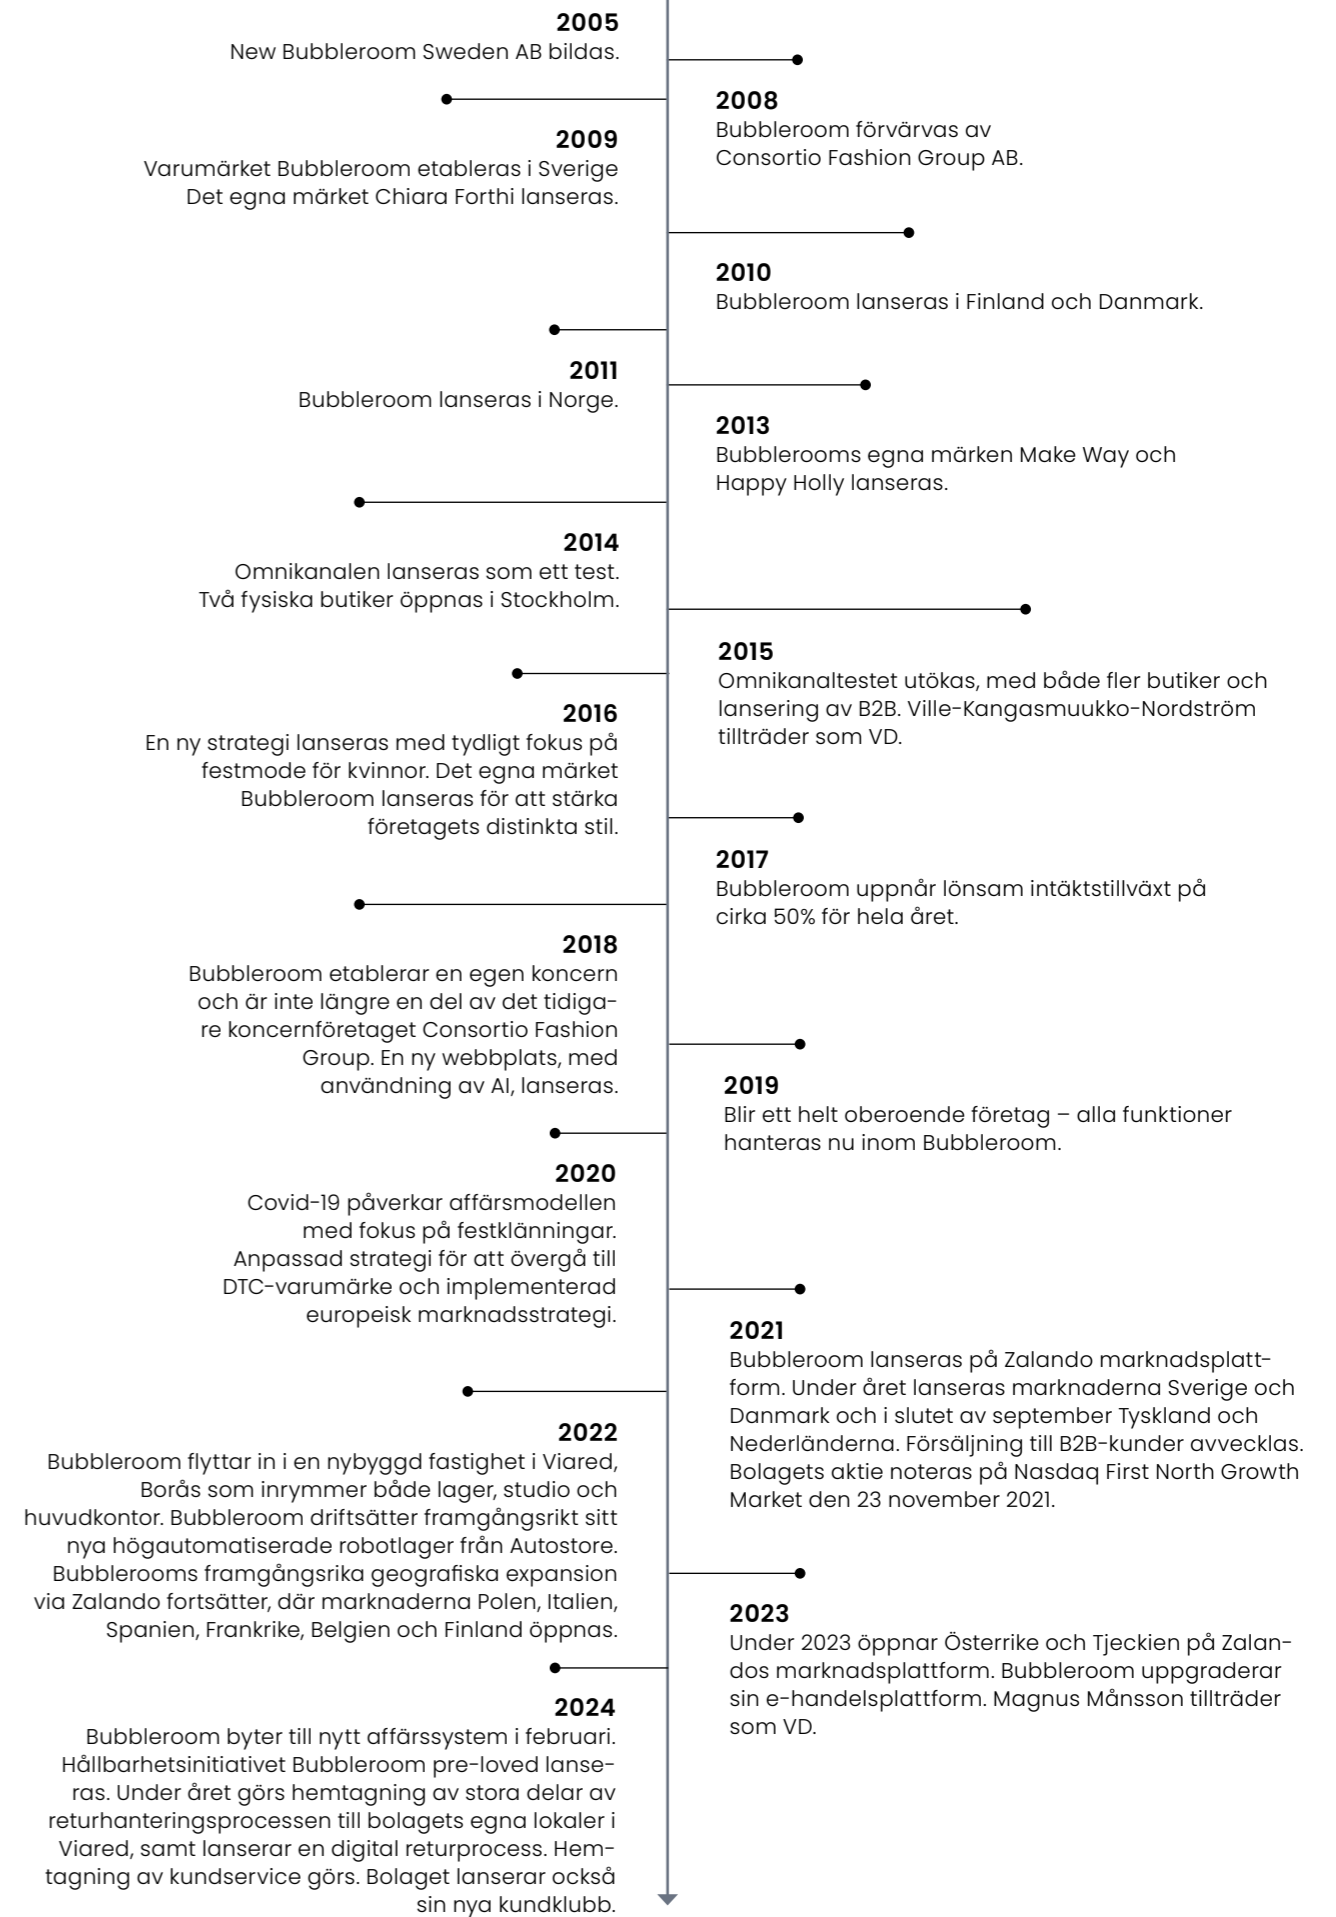 2005
New Bubbleroom Sweden AB bildas.
2008
Bubbleroom förvärvas av
Consortio Fashion Group AB.
2009
Varumärket Bubbleroom etableras i Sverige
Det egna märket Chiara Forthi lanseras.
2010
Bubbleroom lanseras i Finland och Danmark.
2011
Bubbleroom lanseras i Norge.
2013
Bubblerooms egna märken Make Way och
Happy Holly lanseras.
2014
Omnikanalen lanseras som ett test.
Två fysiska butiker öppnas i Stockholm.
2015
Omnikanaltestet utökas, med både fler butiker och
lansering av B2B. Ville-Kangasmuukko-Nordström
tillträder som VD.
2016
En ny strategi lanseras med tydligt fokus på
festmode för kvinnor. Det egna märket
Bubbleroom lanseras för att stärka
företagets distinkta stil.
2017
Bubbleroom uppnår lönsam intäktstillväxt på
cirka 50% för hela året.
2018
Bubbleroom etablerar en egen koncern
och är inte längre en del av det tidiga-
re koncernföretaget Consortio Fashion
Group. En ny webbplats, med
användning av AI, lanseras.
2019
Blir ett helt oberoende företag – alla funktioner
hanteras nu inom Bubbleroom.
2020
Covid-19 påverkar affärsmodellen
med fokus på festklänningar.
Anpassad strategi för att övergå till
DTC-varumärke och implementerad
europeisk marknadsstrategi.
2021
Bubbleroom lanseras på Zalando marknadsplatt-
form. Under året lanseras marknaderna Sverige och
Danmark och i slutet av september Tyskland och
Nederländerna. Försäljning till B2B-kunder avvecklas.
Bolagets aktie noteras på Nasdaq First North Growth
Market den 23 november 2021.
2022
Bubbleroom flyttar in i en nybyggd fastighet i Viared,
Borås som inrymmer både lager, studio och
huvudkontor. Bubbleroom driftsätter framgångsrikt sitt
nya högautomatiserade robotlager från Autostore.
Bubblerooms framgångsrika geografiska expansion
via Zalando fortsätter, där marknaderna Polen, Italien,
Spanien, Frankrike, Belgien och Finland öppnas.
2023
Under 2023 öppnar Österrike och Tjeckien på Zalan-
dos marknadsplattform. Bubbleroom uppgraderar
sin e-handelsplattform. Magnus Månsson tillträder
som VD.
2024
Bubbleroom byter till nytt affärssystem i februari.
Hållbarhetsinitiativet Bubbleroom pre-loved lanse-
ras. Under året görs hemtagning av stora delar av
returhanteringsprocessen till bolagets egna lokaler i
Viared, samt lanserar en digital returprocess. Hem-
tagning av kundservice görs. Bolaget lanserar också
sin nya kundklubb.